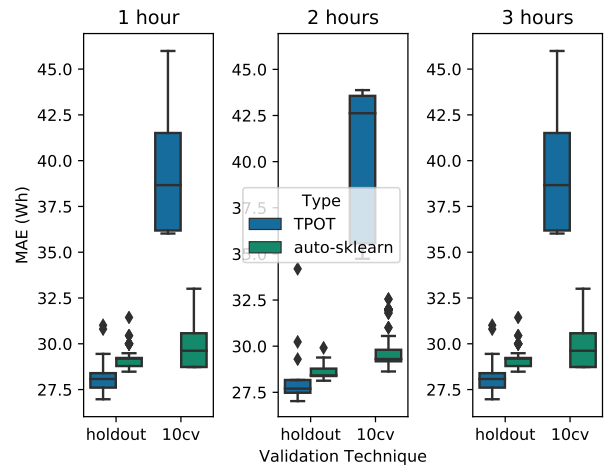 1 hour 2 hours 3 hours
45.0 45.0 45.0
42.5 42.5 42.5
40.0 40.0 40.0
37.5 37.5 37.5
35.0 35.0 35.0
32.5 32.5 32.5
30.0 30.0 30.0
27.5 27.5 27.5
MAE (Wh)
Type
TPOT
auto-sklearn
holdout 10cv holdout 10cv holdout 10cv
Validation Technique